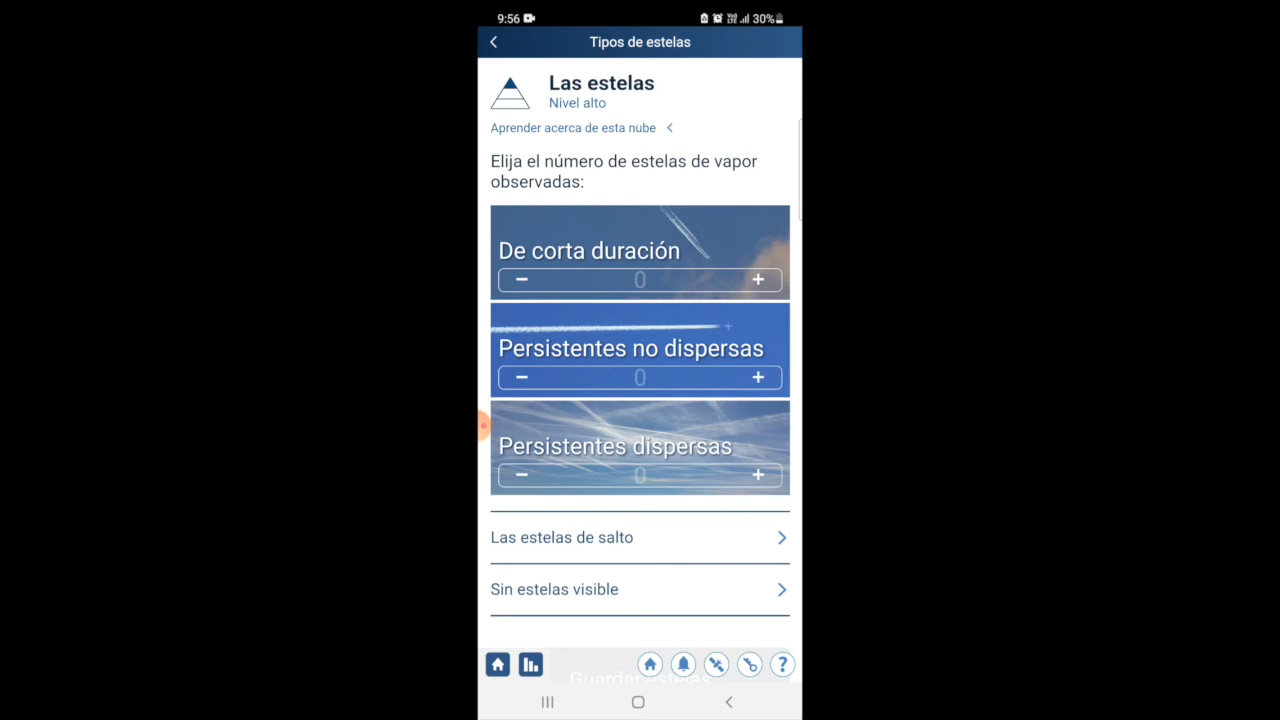 9:56 30%
Tipos de estelas
Las estelas
Nivel alto
Aprender acerca de esta nube
Elija el número de estelas de vapor
observadas:
De corta duración
− 0 +
Persistentes no dispersas
− 0 +
Persistentes dispersas
− 0 +
Las estelas de salto
Sin estelas visible
Guardar estelas
?